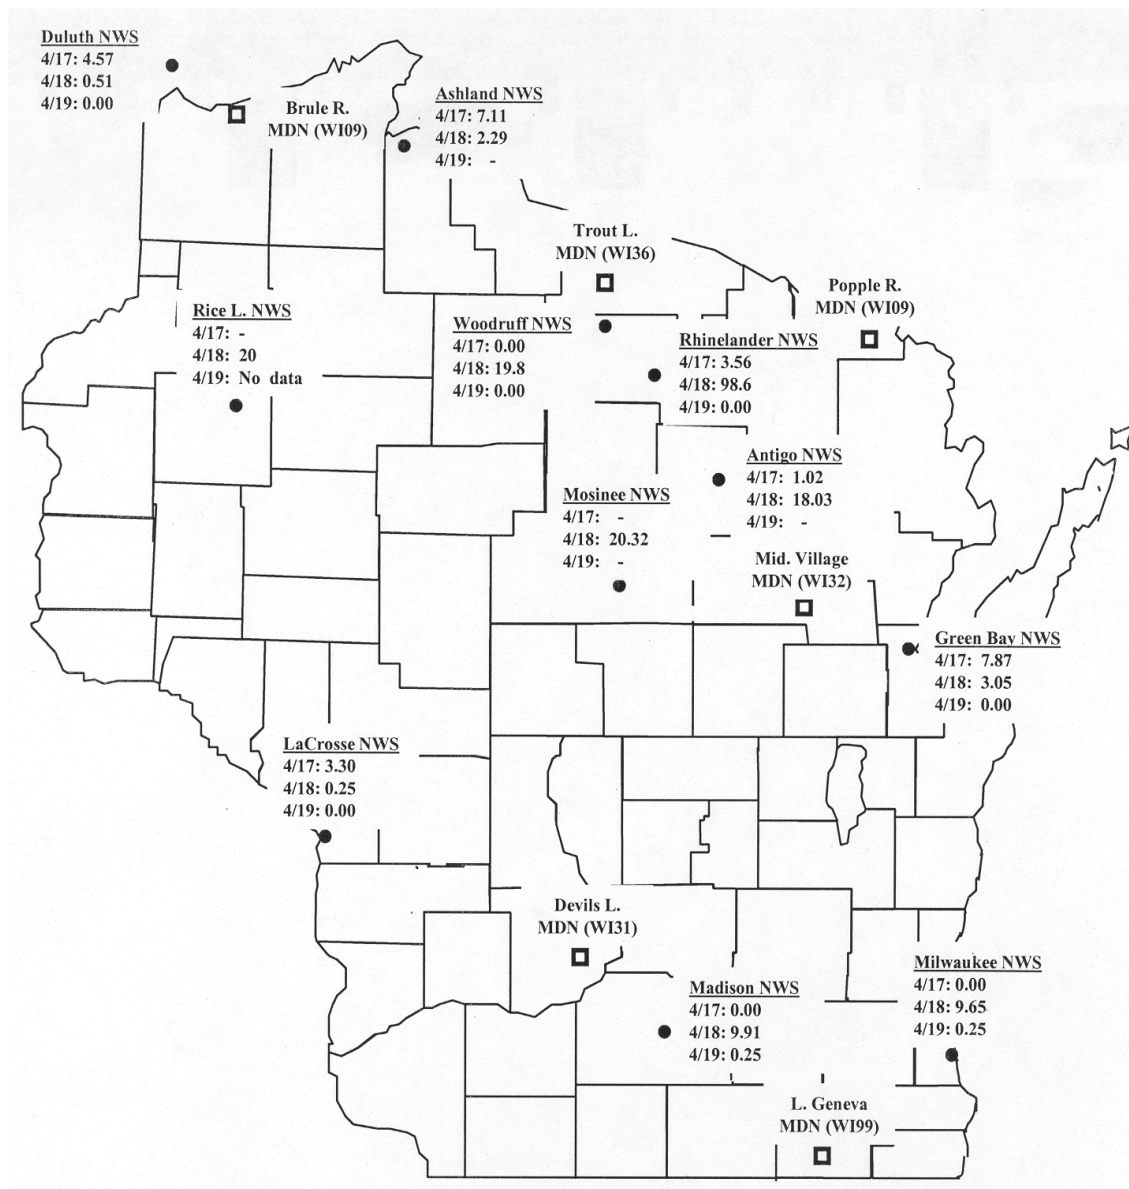 Duluth NWS
4/17: 4.57
4/18: 0.51
4/19: 0.00
Brule R.
MDN (WI09)
Ashland NWS
4/17: 7.11
4/18: 2.29
4/19: -
Trout L.
MDN (WI36)
Popple R.
MDN (WI09)
Rice L. NWS
4/17: -
4/18: 20
4/19: No data
Woodruff NWS
4/17: 0.00
4/18: 19.8
4/19: 0.00
Rhinelander NWS
4/17: 3.56
4/18: 98.6
4/19: 0.00
Antigo NWS
4/17: 1.02
4/18: 18.03
4/19: -
Mosinee NWS
4/17: -
4/18: 20.32
4/19: -
Mid. Village
MDN (WI32)
Green Bay NWS
4/17: 7.87
4/18: 3.05
4/19: 0.00
LaCrosse NWS
4/17: 3.30
4/18: 0.25
4/19: 0.00
Devils L.
MDN (WI31)
Madison NWS
4/17: 0.00
4/18: 9.91
4/19: 0.25
Milwaukee NWS
4/17: 0.00
4/18: 9.65
4/19: 0.25
L. Geneva
MDN (WI99)